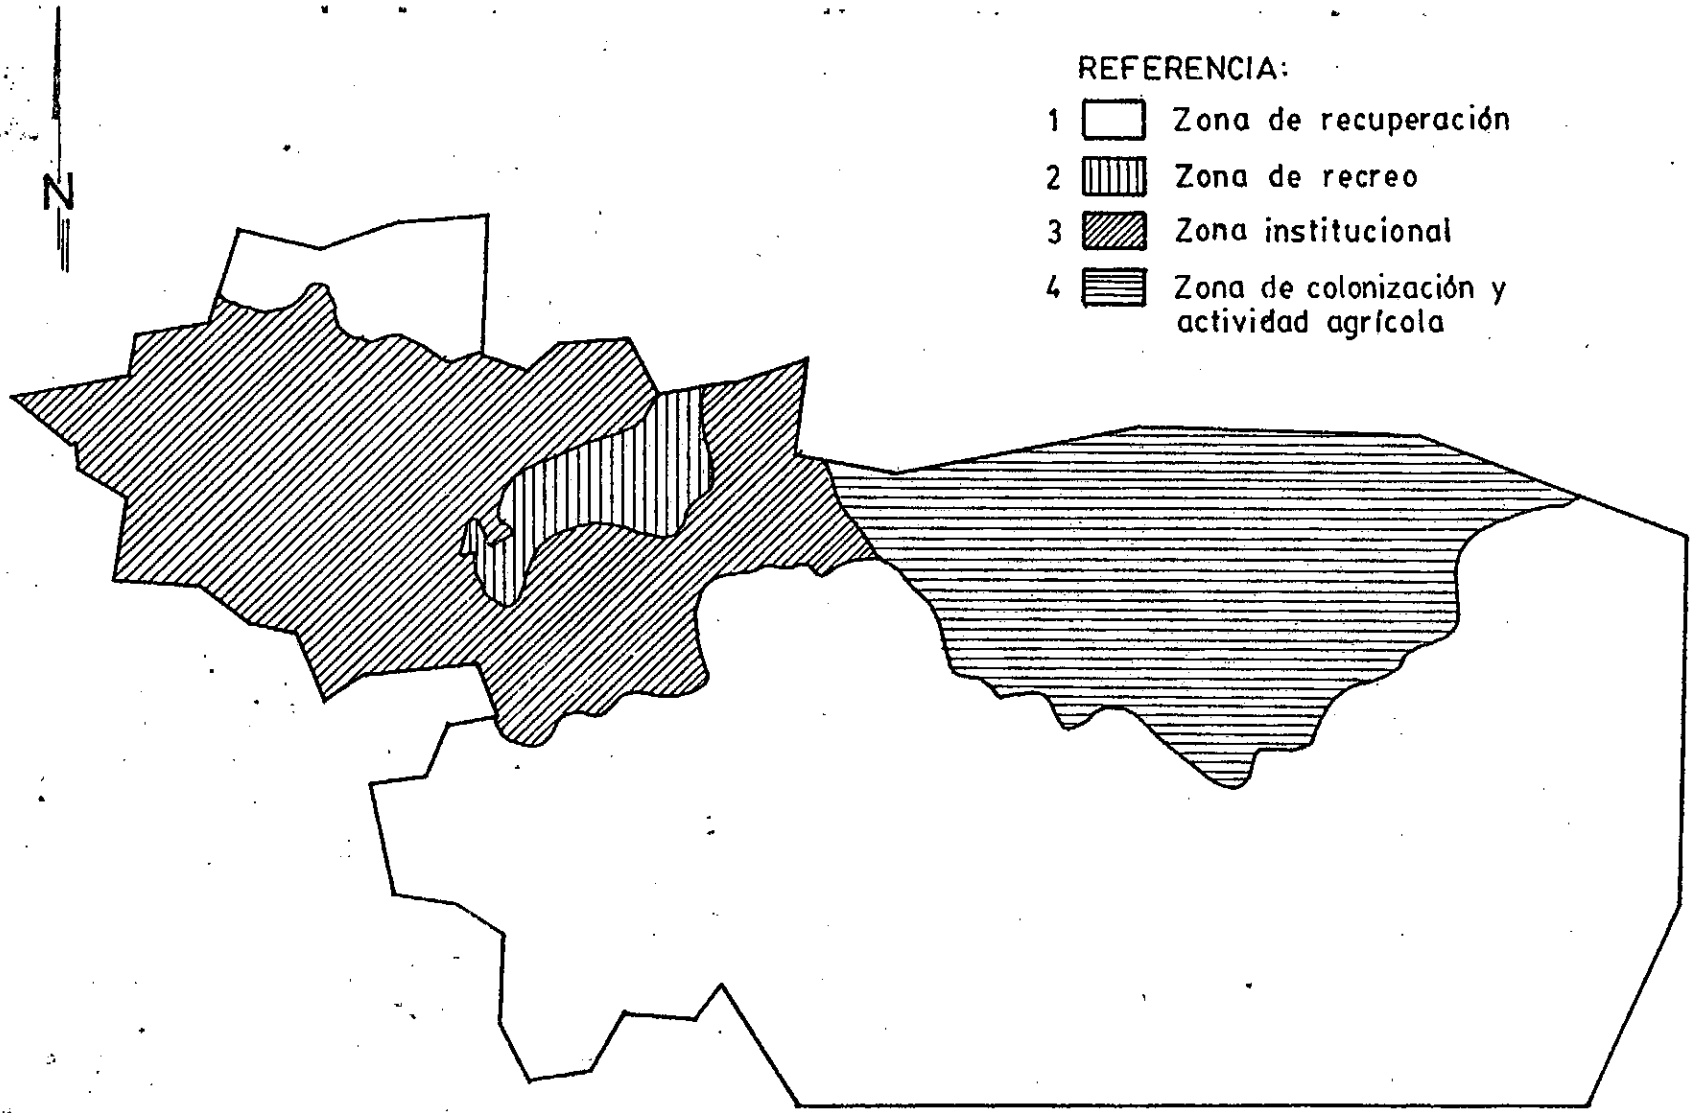 N
REFERENCIA:
1 Zona de recuperación
2 Zona de recreo
3 Zona institucional
4 Zona de colonización y
actividad agrícola